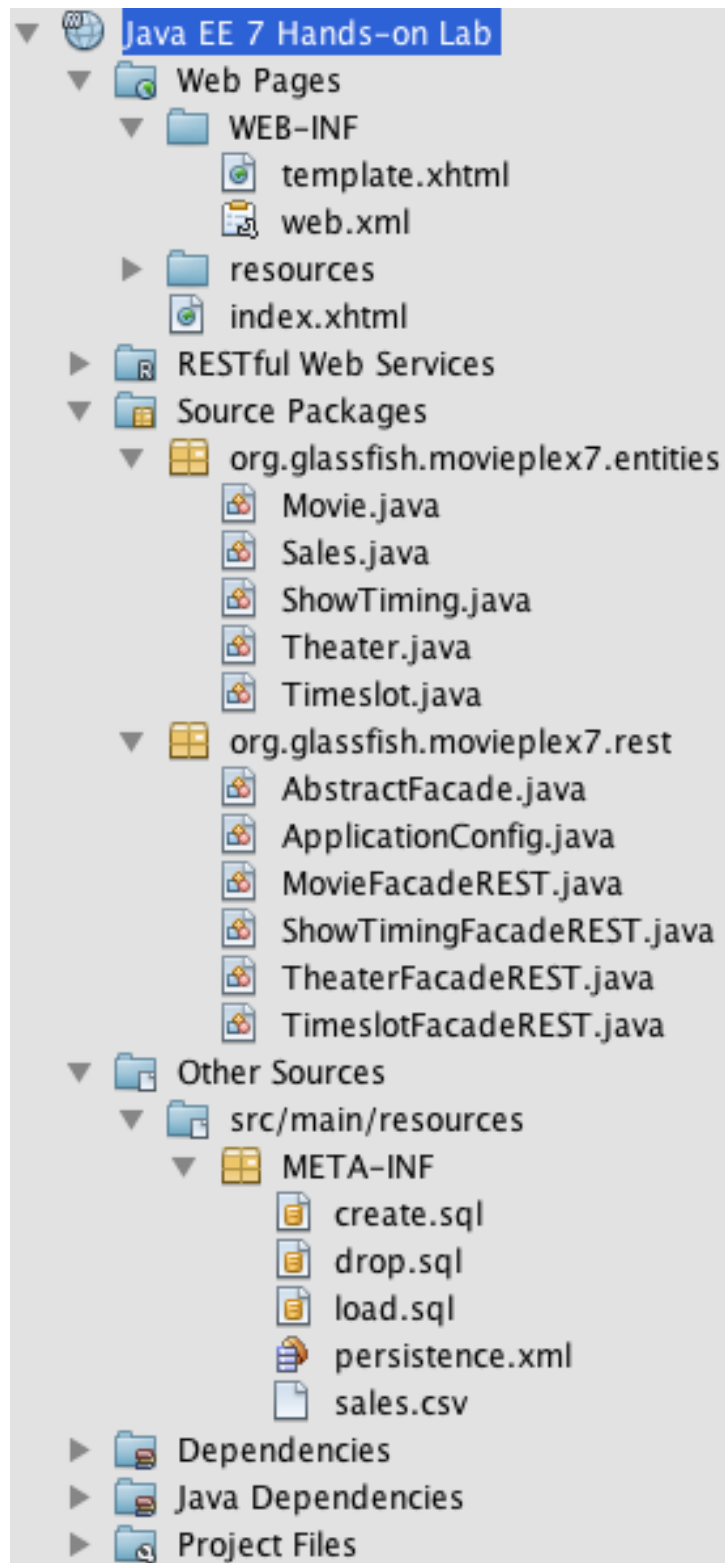 Java EE 7 Hands-on Lab
Web Pages
WEB-INF
template.xhtml
web.xml
resources
index.xhtml
RESTful Web Services
Source Packages
org.glassfish.movieplex7.entities
Movie.java
Sales.java
ShowTiming.java
Theater.java
Timeslot.java
org.glassfish.movieplex7.rest
AbstractFacade.java
ApplicationConfig.java
MovieFacadeREST.java
ShowTimingFacadeREST.java
TheaterFacadeREST.java
TimeslotFacadeREST.java
Other Sources
src/main/resources
META-INF
create.sql
drop.sql
load.sql
persistence.xml
sales.csv
Dependencies
Java Dependencies
Project Files